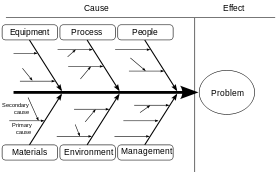 Cause Effect
Equipment Process People
Problem
Secondary
cause
Primary
cause
Materials Environment Management